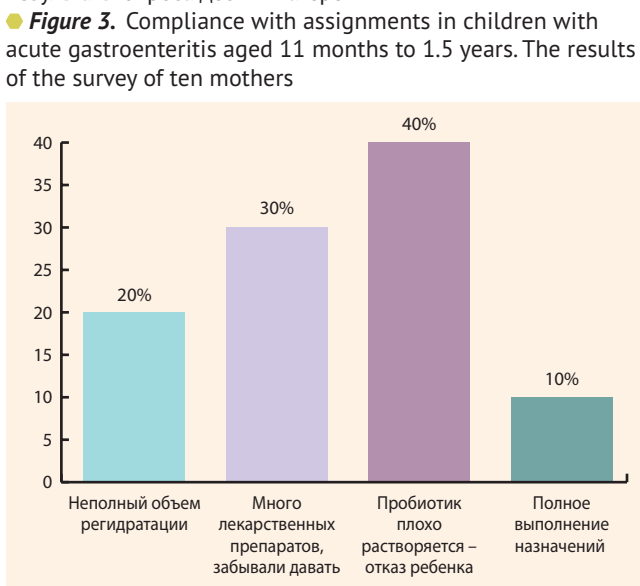 Figure 3. Compliance with assignments in children with
acute gastroenteritis aged 11 months to 1.5 years. The results
of the survey of ten mothers
40%
40
35
30%
30
25
20%
20
15
10%
10
5
0
Неполный объем
регидратации
Много
лекарственных
препаратов,
забывали давать
Пробиотик
плохо
растворяется –
отказ ребенка
Полное
выполнение
назначений